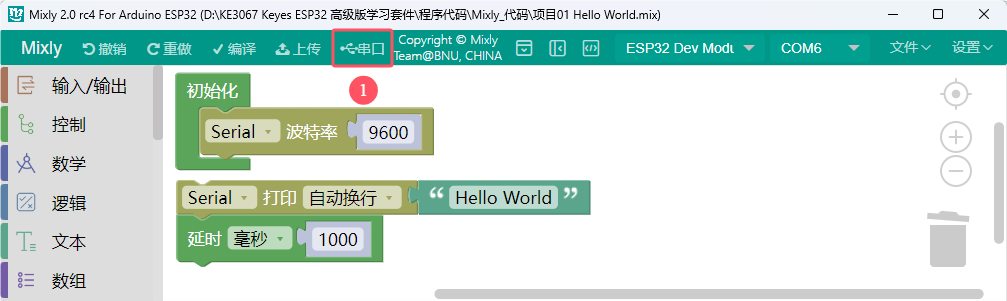 Mixly 2.0 rc4 For Arduino ESP32 (D:\KE3067 Keyes ESP32 高级版学习套件\程序代码\Mixly_代码\项目01 Hello World.mix)
Mixly 撤销 重做 编译 上传 串口 Copyright © Mixly Team@BNU, CHINA ESP32 Dev Modu COM6 文件 设置
1
输入/输出
控制
数学
逻辑
文本
数组
初始化
Serial 波特率 9600
Serial 打印 自动换行 “ Hello World ”
延时 毫秒 1000